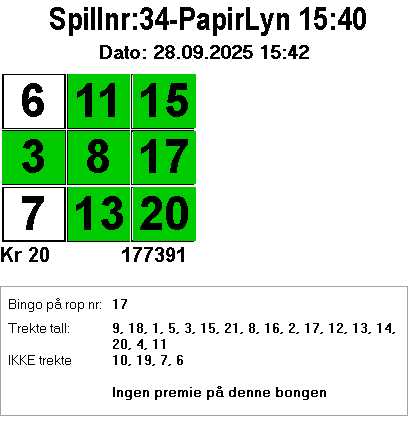 Spillnr:34-PapirLyn 15:40
Dato: 28.09.2025 15:42
6 11 15
3 8 17
7 13 20
Kr 20 177391
Bingo på rop nr: 17
Trekte tall: 9, 18, 1, 5, 3, 15, 21, 8, 16, 2, 17, 12, 13, 14,
20, 4, 11
IKKE trekte 10, 19, 7, 6
Ingen premie på denne bongen